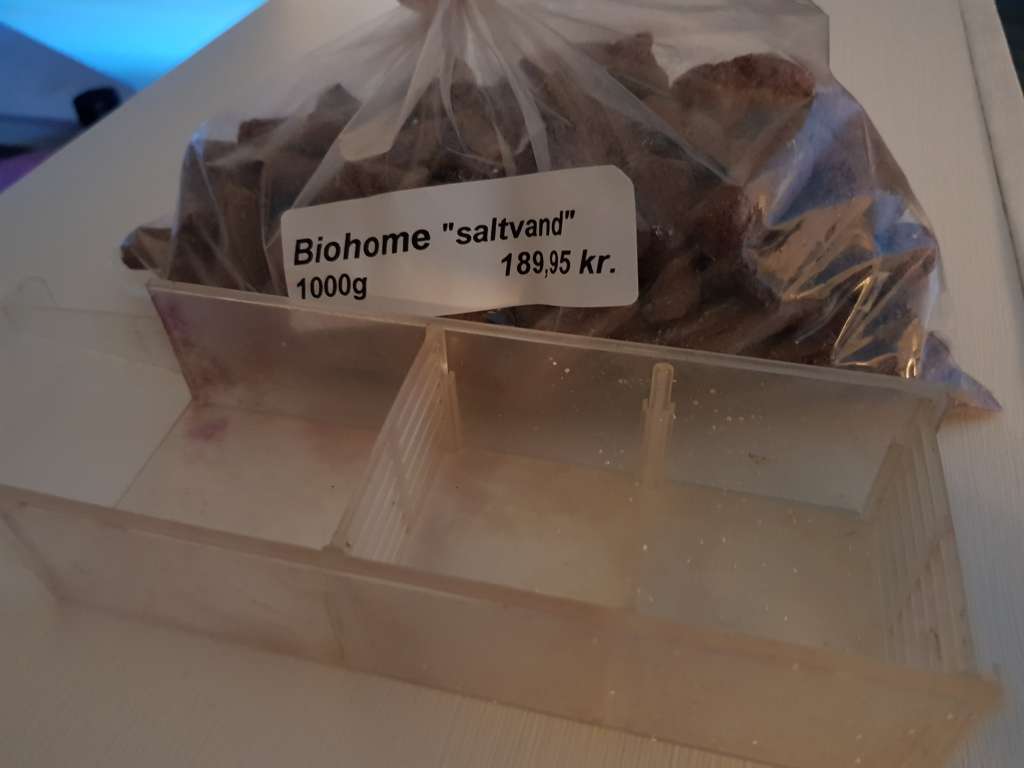 Biohome "saltvand"
1000g 189,95 kr.